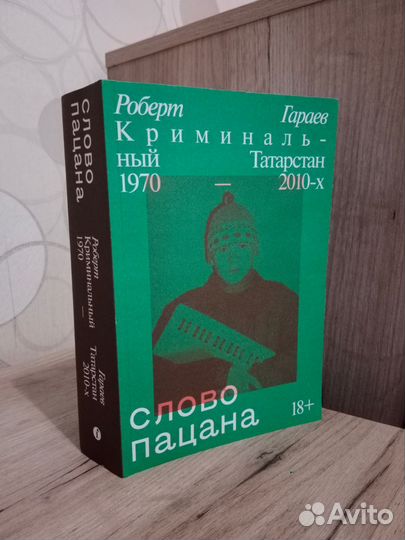 Роберт Гараев
Криминаль-
ный Татарстан
1970 — 2010-х
слово
пацана
18+
слово
пацана
Роберт Гараев
Криминальный Татарстан
1970 — 2010-х
Avito